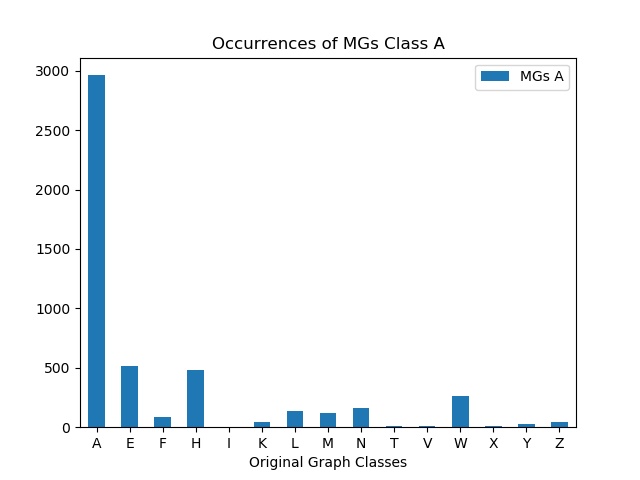 Occurrences of MGs Class A
MGs A
3000
2500
2000
1500
1000
500
0
A E F H I K L M N T V W X Y Z
Original Graph Classes